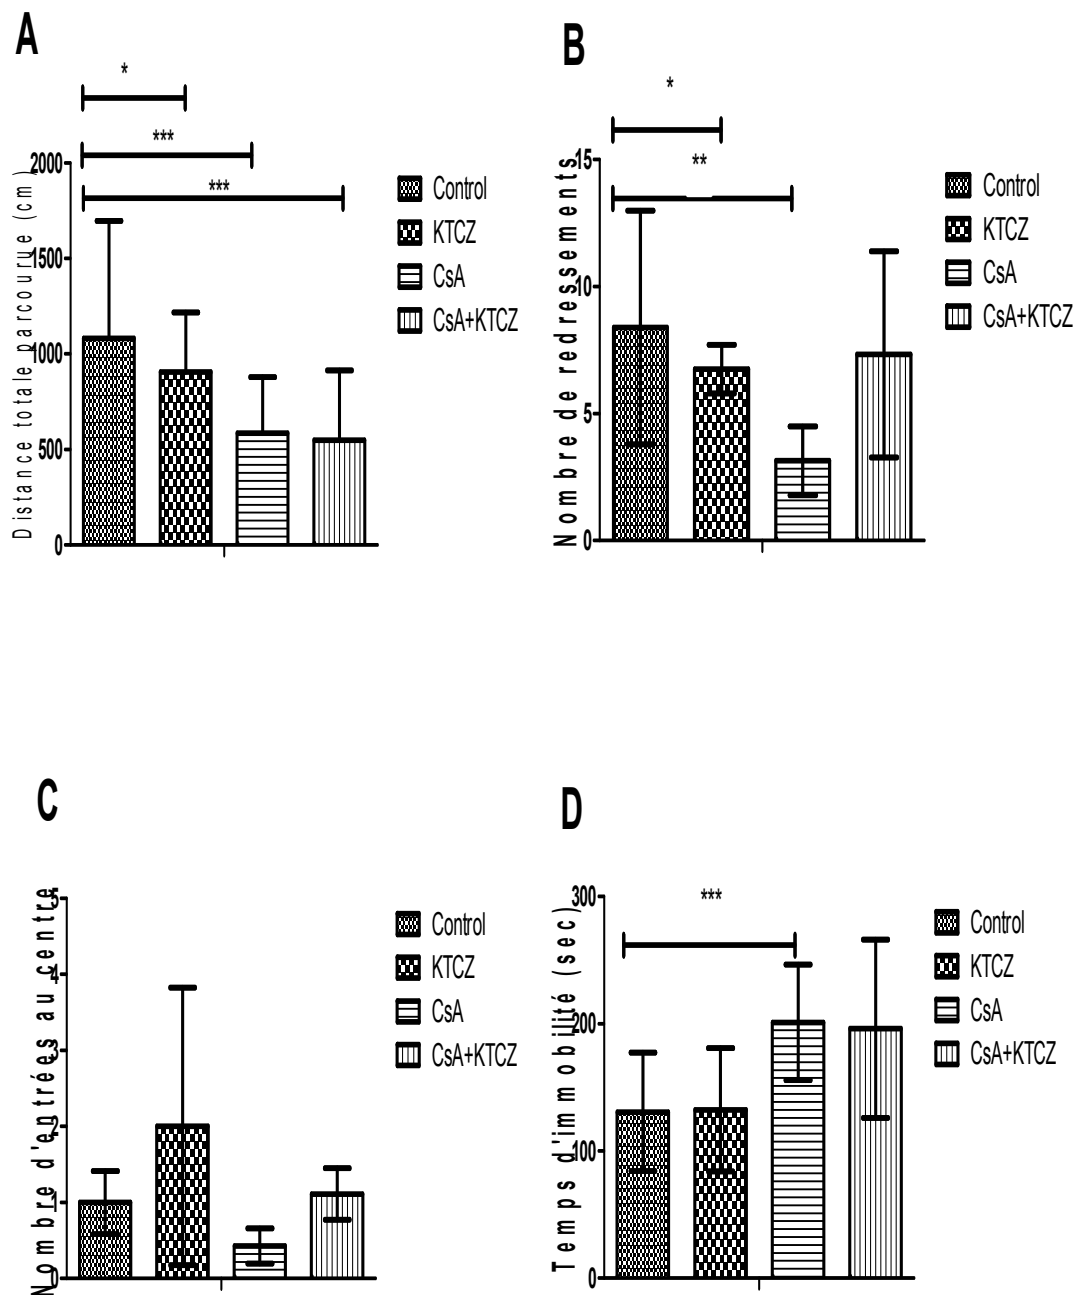 A
*
***
***
2000
1500
1000
500
0
Distance totale parcourue (cm)
Control
KTCZ
CsA
CsA+KTCZ
B
*
**
15
10
5
0
Nombre de redressements
Control
KTCZ
CsA
CsA+KTCZ
C
5
4
3
2
1
0
Nombre d'entrées au centre
Control
KTCZ
CsA
CsA+KTCZ
D
***
300
200
100
0
Temps d'immobilité (sec)
Control
KTCZ
CsA
CsA+KTCZ